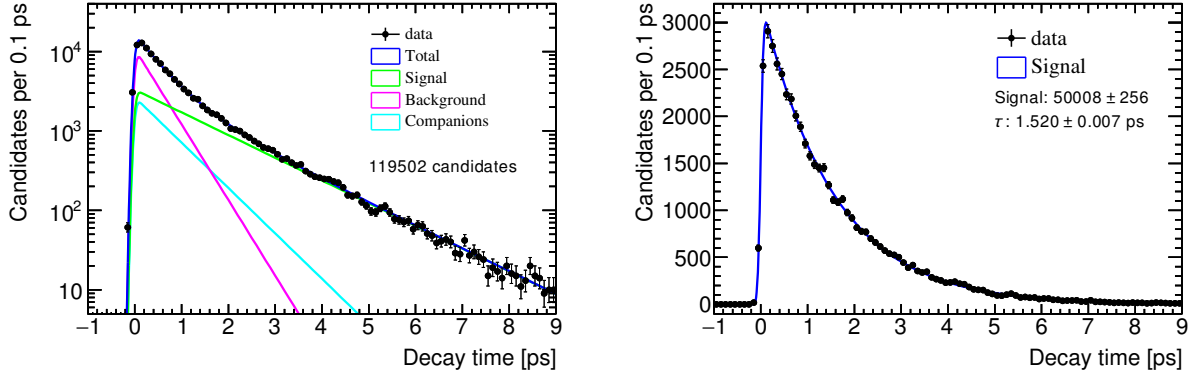 Candidates per 0.1 ps
10⁴
10³
10²
10
data
Total
Signal
Background
Companions
119502 candidates
−1 0 1 2 3 4 5 6 7 8 9
Decay time [ps]
Candidates per 0.1 ps
3000
2500
2000
1500
1000
500
0
data
Signal
Signal: 50008 ± 256
τ : 1.520 ± 0.007 ps
−1 0 1 2 3 4 5 6 7 8 9
Decay time [ps]